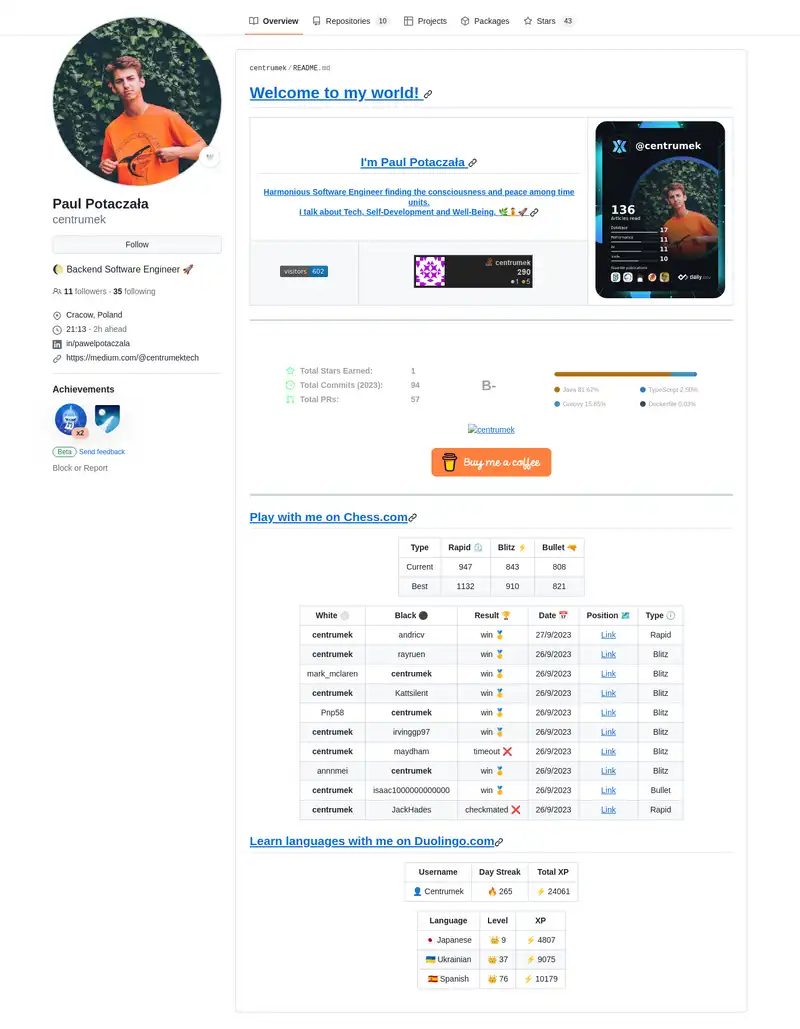 Overview
Repositories 10
Projects
Packages
Stars 43
Paul Potaczała
centrumek
Follow
🌔 Backend Software Engineer 🚀
11 followers · 35 following
Cracow, Poland
21:13 - 2h ahead
in/pawelpotaczala
https://medium.com/@centrumektech
Achievements
x2
Beta Send feedback
Block or Report
centrumek/README.md
Welcome to my world!
I'm Paul Potaczała
Harmonious Software Engineer finding the consciousness and peace among time
units.
I talk about Tech, Self-Development and Well-Being. 🌿🧘🚀
visitors 602
centrumek
290
1 5
@centrumek
136
Articles read
Database 17
Performance 11
11
10
daily.dev
Total Stars Earned: 1
Total Commits (2023): 94
Total PRs: 57
B-
Java 81.62%
TypeScript 2.50%
Groovy 15.85%
Dockerfile 0.03%
centrumek
Buy me a coffee
Play with me on Chess.com
Type Rapid ⏲️ Blitz ⚡ Bullet 🔫
Current 947 843 808
Best 1132 910 821
White ⚪ Black ⚫ Result 🏆 Date 📅 Position 🗺️ Type 🕕
centrumek andricv win 🥇 27/9/2023 Link Rapid
centrumek rayruen win 🥇 26/9/2023 Link Blitz
mark_mclaren centrumek win 🥇 26/9/2023 Link Blitz
centrumek Kattsilent win 🥇 26/9/2023 Link Blitz
Pnp58 centrumek win 🥇 26/9/2023 Link Blitz
centrumek irvinggp97 win 🥇 26/9/2023 Link Blitz
centrumek maydham timeout ❌ 26/9/2023 Link Blitz
annnmei centrumek win 🥇 26/9/2023 Link Blitz
centrumek isaac1000000000000 win 🥇 26/9/2023 Link Bullet
centrumek JackHades checkmated ❌ 26/9/2023 Link Rapid
Learn languages with me on Duolingo.com
Username Day Streak Total XP
👤 Centrumek 🔥 265 ⚡ 24061
Language Level XP
🇯🇵 Japanese 👑 9 ⚡ 4807
🇺🇦 Ukrainian 👑 37 ⚡ 9075
🇪🇸 Spanish 👑 76 ⚡ 10179